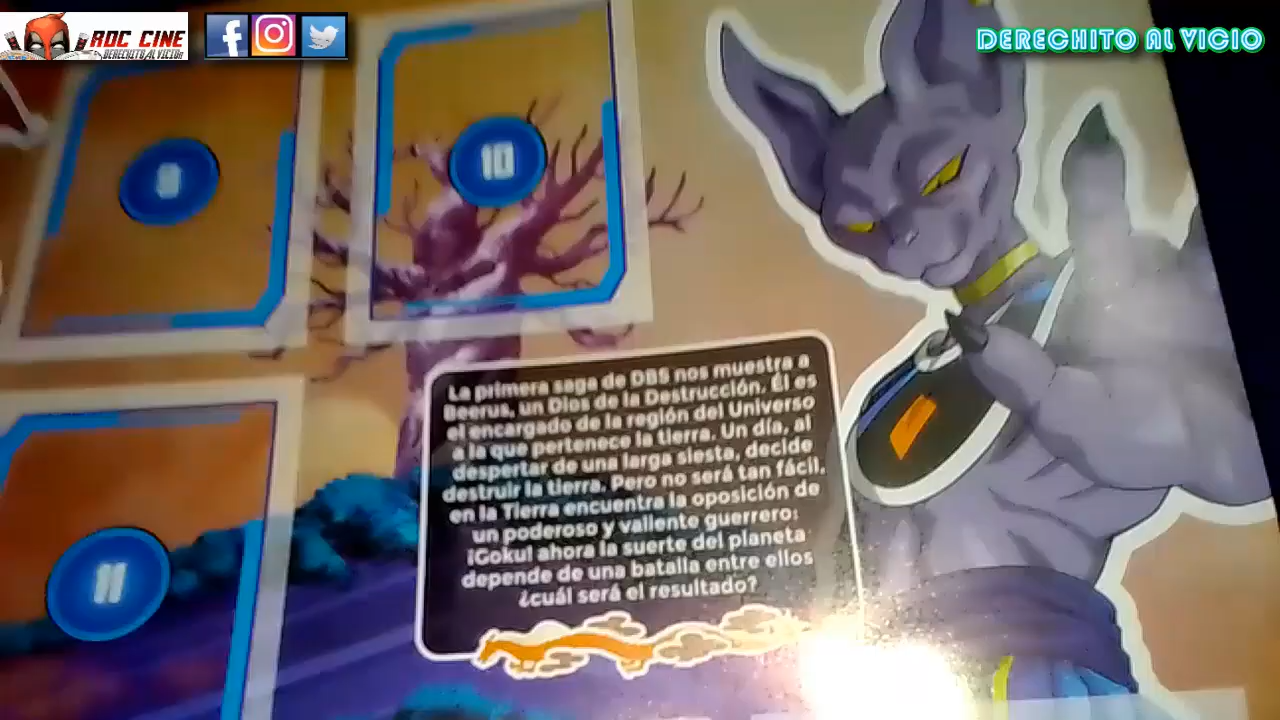 RDC CINE
DERECHITO AL VICIO
DERECHITO AL VICIO
9
10
11
La primera saga de DBS nos muestra a
Beerus, un Dios de la Destrucción. Él es
el encargado de la región del Universo
a la que pertenece la tierra. Un día, al
despertar de una larga siesta, decide
destruir la tierra. Pero no será tan fácil,
en la Tierra encuentra la oposición de
un poderoso y valiente guerrero:
¡Goku! ahora la suerte del planeta
depende de una batalla entre ellos
¿cuál será el resultado?